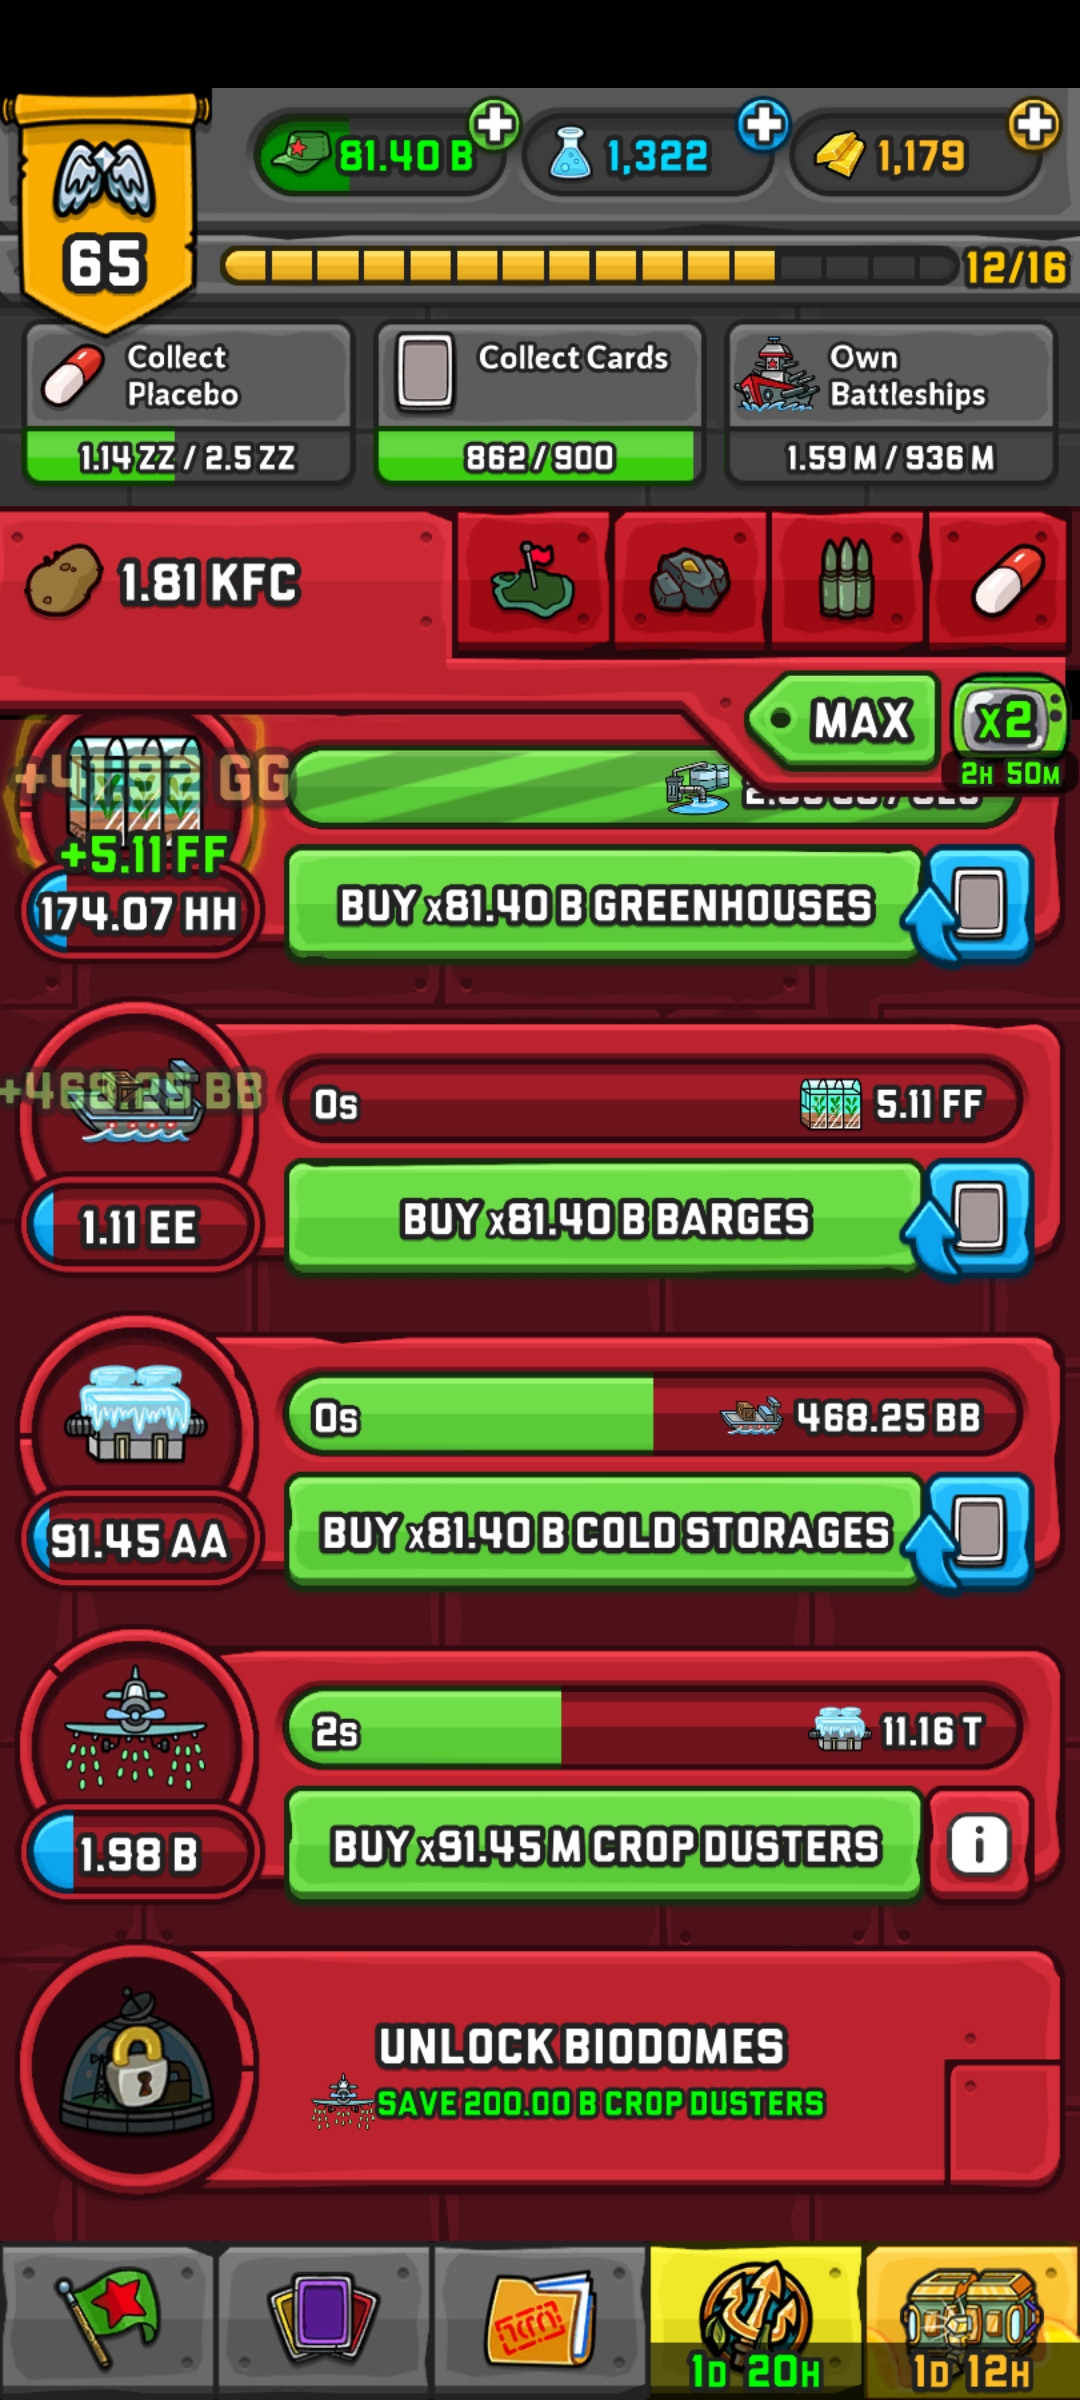 81.40 B
1,322
1,179
65
12/16
Collect
Placebo
Collect Cards
Own
Battleships
1.14 ZZ / 2.5 ZZ
862/900
1.59 M / 936 M
1.81 KFC
MAX
x2
2H 50M
GG
+5.11 FF
174.07 HH
BUY x81.40 B GREENHOUSES
+468.25 BB
0s
5.11 FF
1.11 EE
BUY x81.40 B BARGES
0s
468.25 BB
91.45 AA
BUY x81.40 B COLD STORAGES
2s
11.16 T
1.98 B
BUY x91.45 M CROP DUSTERS
i
UNLOCK BIODOMES
SAVE 200.00 B CROP DUSTERS
1D 20H
1D 12H